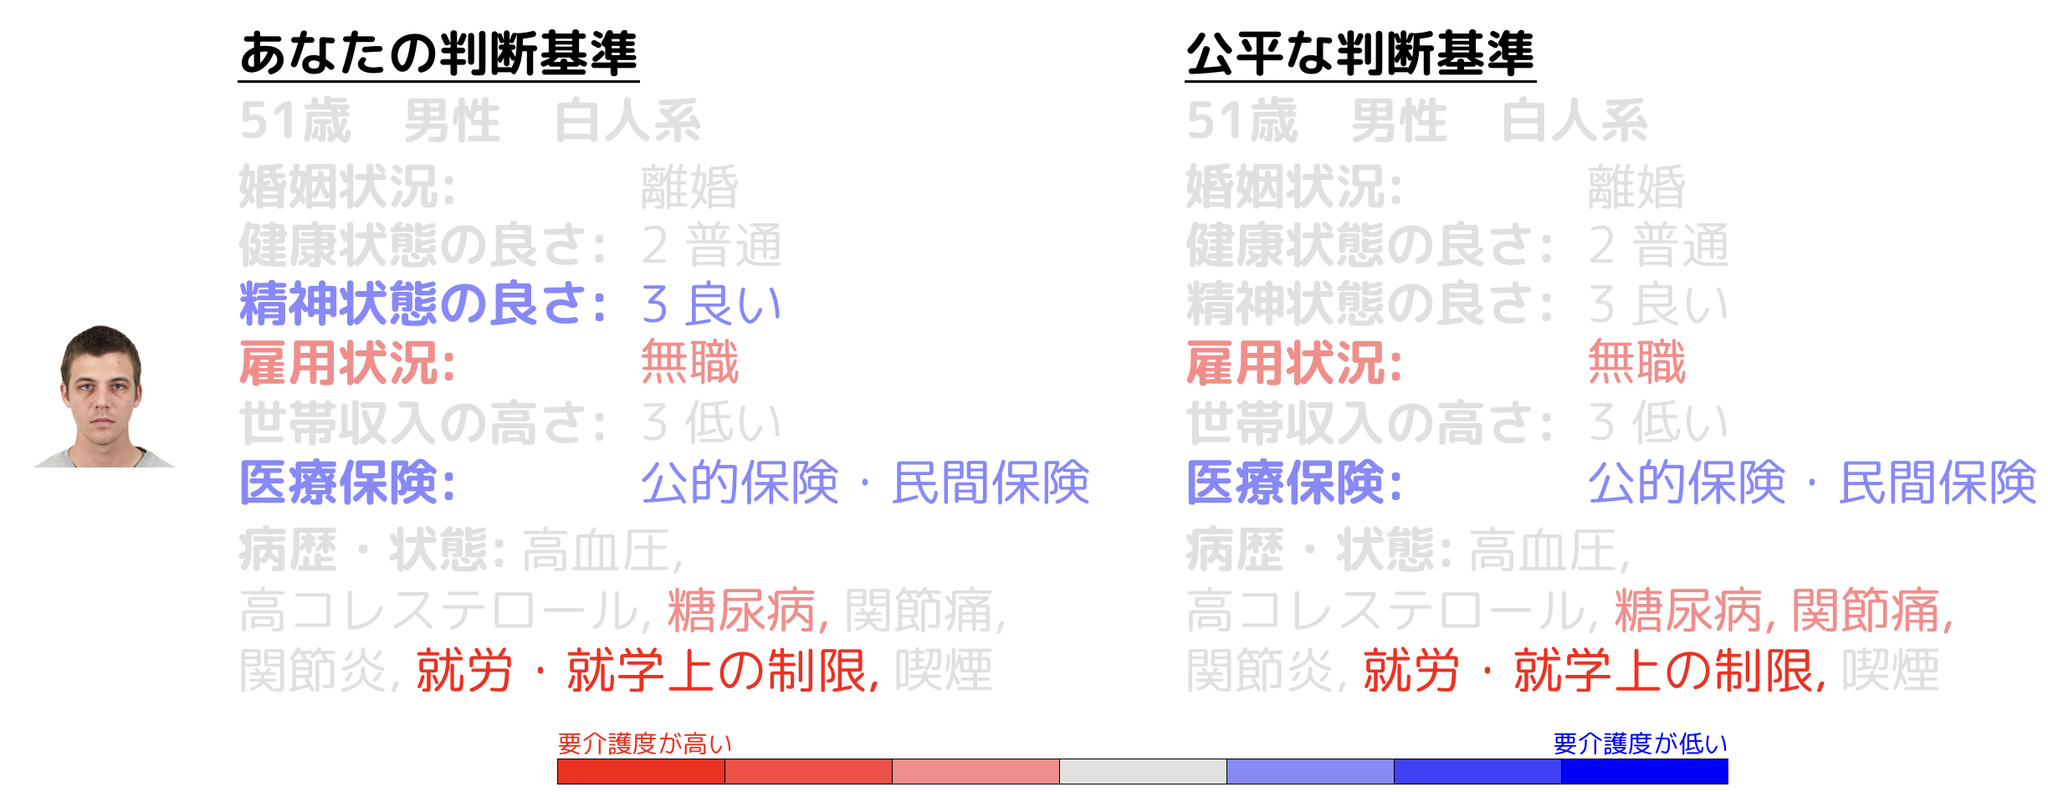 あなたの判断基準
51歳 男性 白人系
婚姻状況: 離婚
健康状態の良さ: 2 普通
精神状態の良さ: 3 良い
雇用状況: 無職
世帯収入の高さ: 3 低い
医療保険: 公的保険・民間保険
病歴・状態: 高血圧,
高コレステロール, 糖尿病, 関節痛,
関節炎, 就労・就学上の制限, 喫煙
公平な判断基準
51歳 男性 白人系
婚姻状況: 離婚
健康状態の良さ: 2 普通
精神状態の良さ: 3 良い
雇用状況: 無職
世帯収入の高さ: 3 低い
医療保険: 公的保険・民間保険
病歴・状態: 高血圧,
高コレステロール, 糖尿病, 関節痛,
関節炎, 就労・就学上の制限, 喫煙
要介護度が高い
要介護度が低い